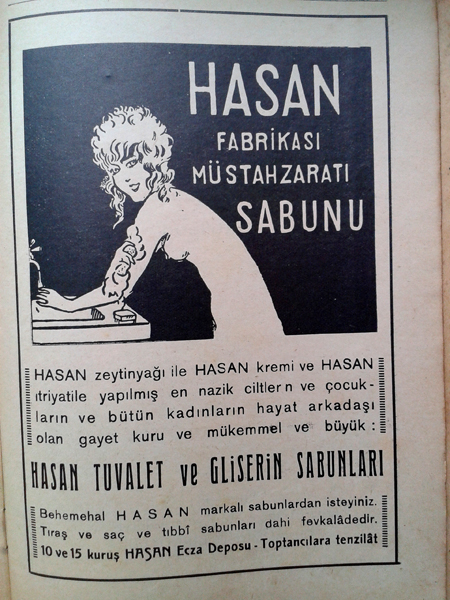 HASAN
FABRİKASI
MÜSTAHZARATI
SABUNU
HASAN zeytinyağı ile HASAN kremi ve HASAN
ıtriyatile yapılmış en nazik ciltler n ve çocuk-
ların ve bütün kadınların hayat arkadaşı
olan gayet kuru ve mükemmel ve büyük :
HASAN TUVALET ve GLİSERİN SABUNLARI
Behemehal HASAN markalı sabunlardan isteyiniz.
Tıraş ve saç ve tıbbî sabunları dahi fevkalâdedir.
10 ve 15 kuruş HASAN Ecza Deposu - Toptancılara tenzilât